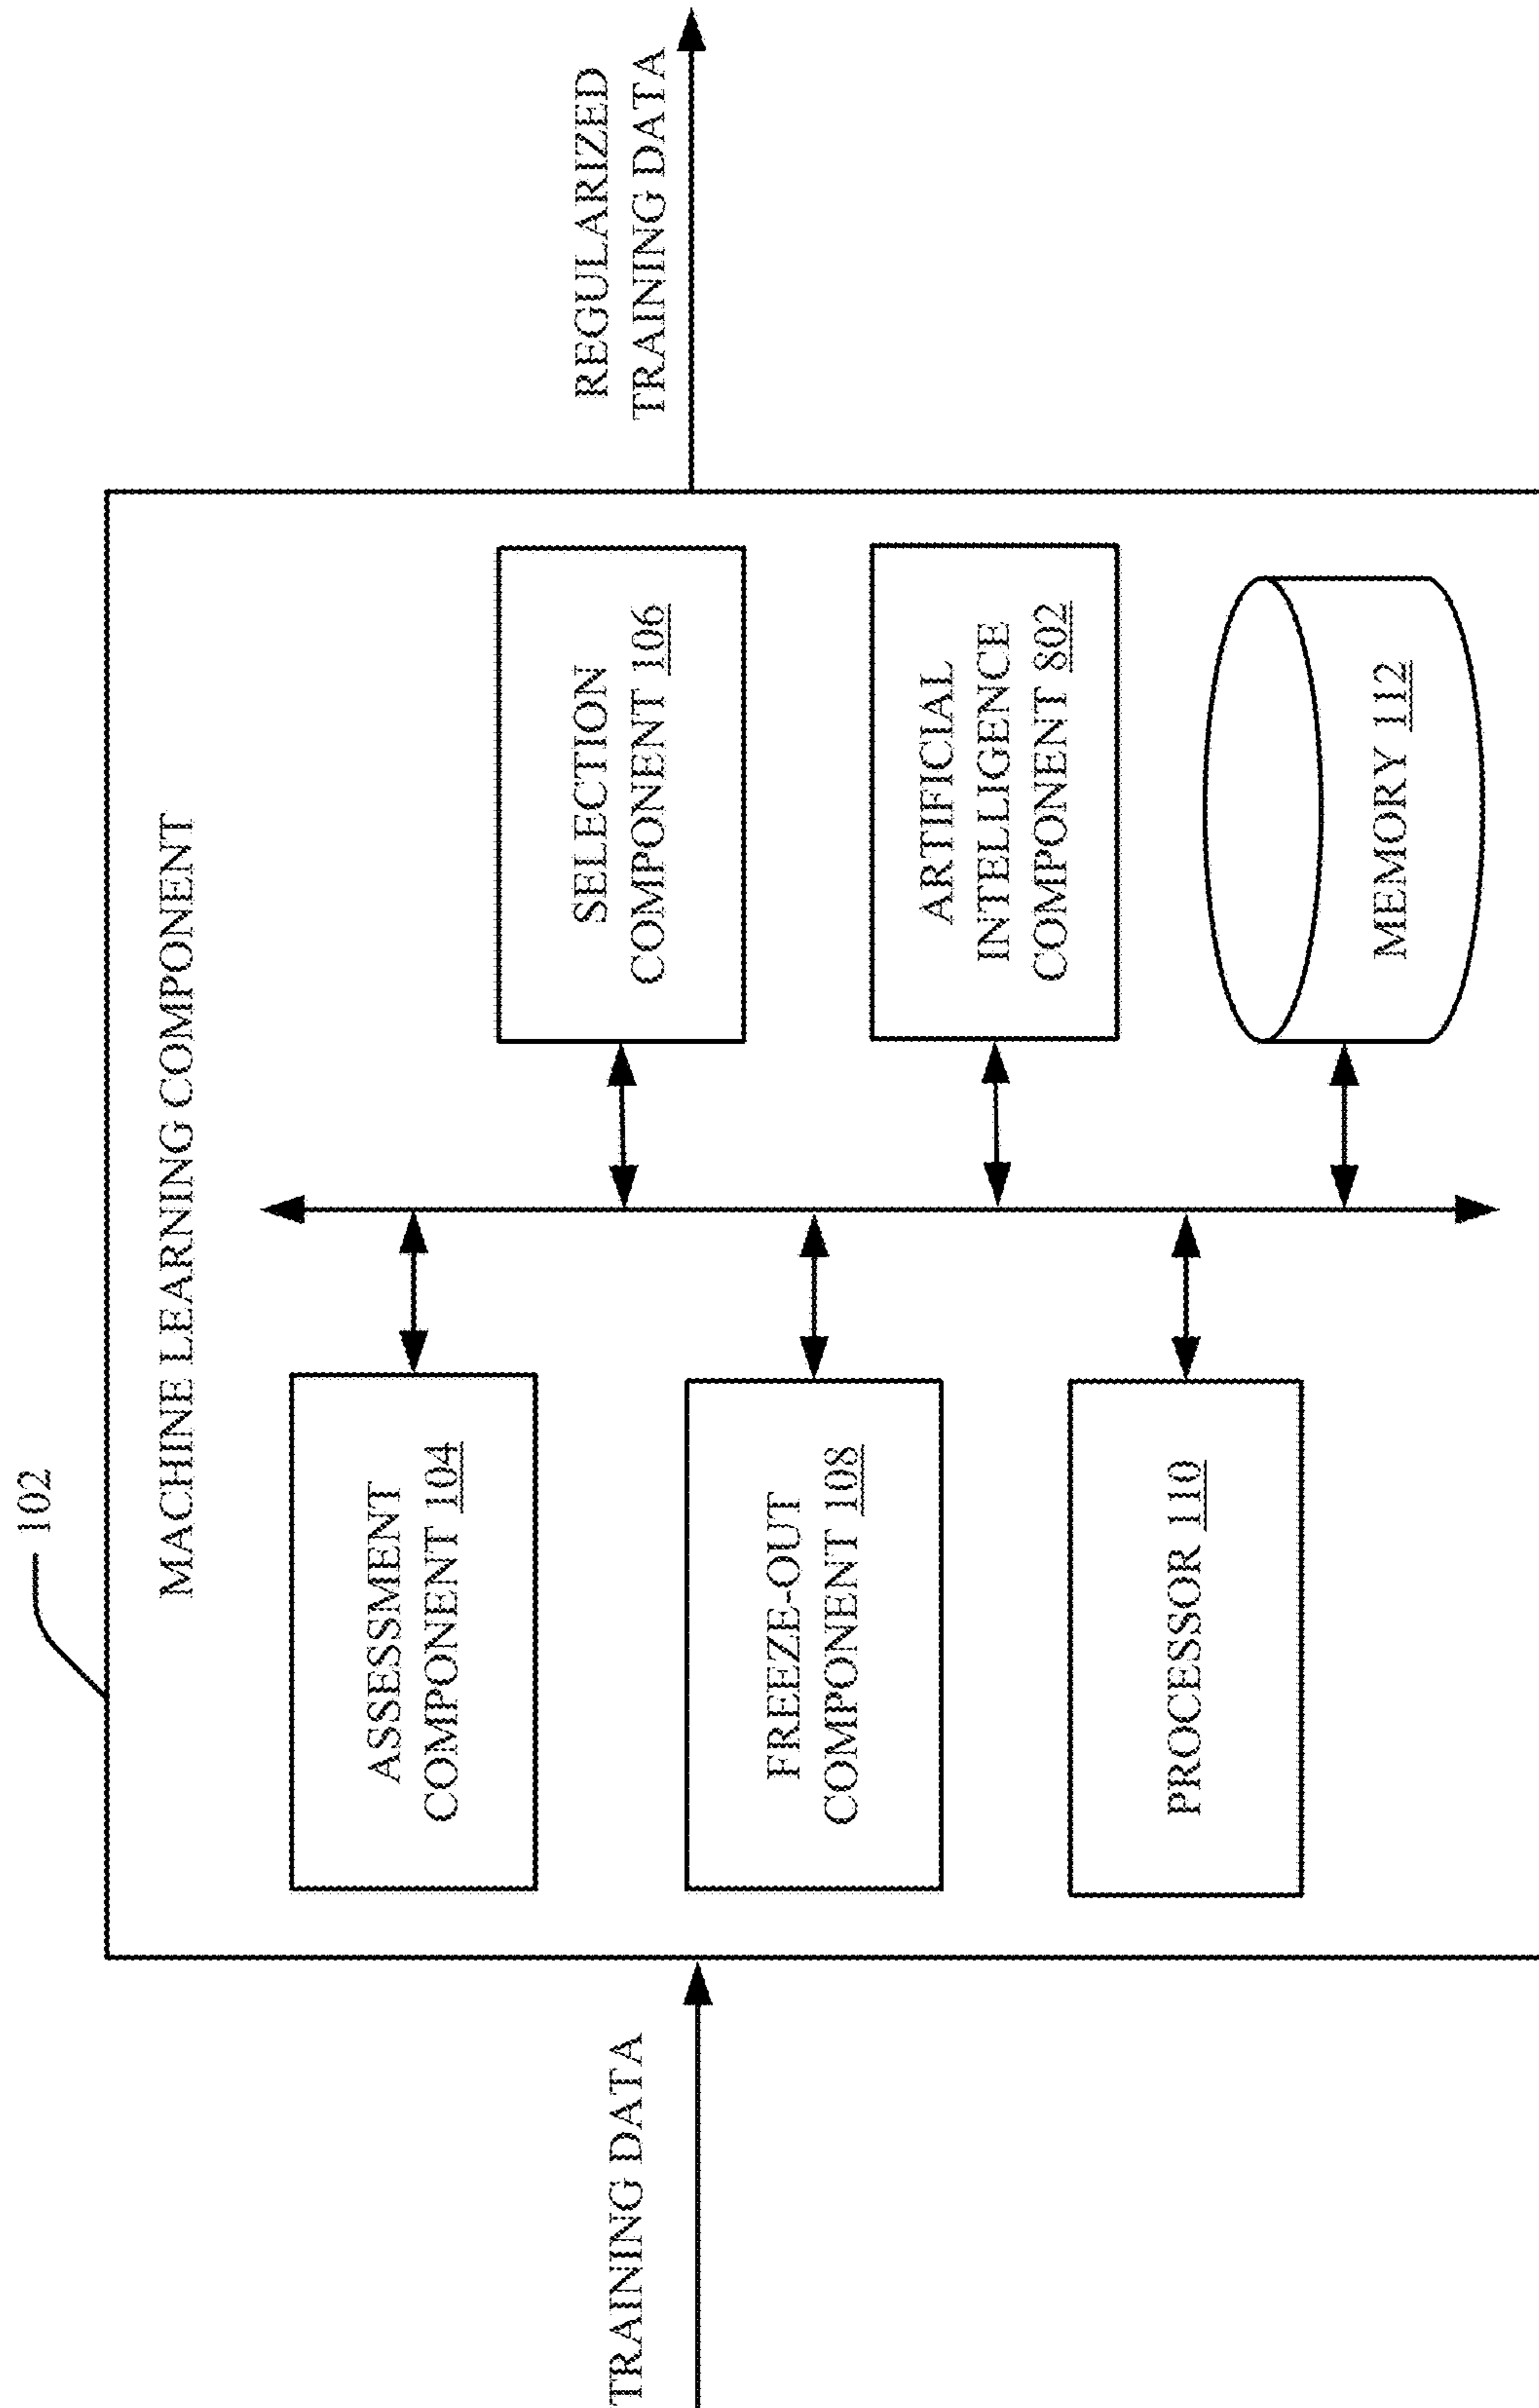 102
MACHINE LEARNING COMPONENT
ASSESSMENT
COMPONENT 104
SELECTION
COMPONENT 106
TRAINING DATA
REGULARIZED
TRAINING DATA
FREEZE-OUT
COMPONENT 108
ARTIFICIAL
INTELLIGENCE
COMPONENT 802
PROCESSOR 110
MEMORY 112